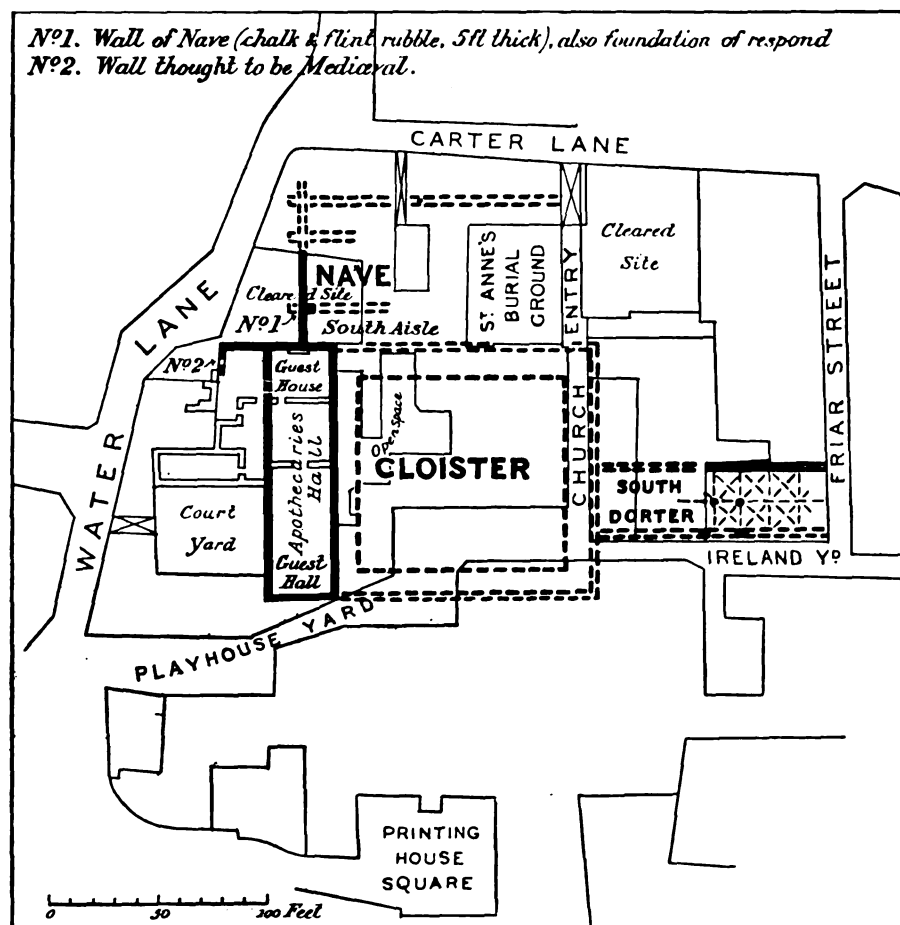 Nº1. Wall of Nave (chalk & flint rubble, 5ft thick), also foundation of respond
Nº2. Wall thought to be Mediæval.
CARTER LANE
WATER LANE
NAVE
Cleared Site
Nº1
South Aisle
Nº2
ST ANNE'S
BURIAL
GROUND
CHURCH ENTRY
Cleared
Site
FRIAR STREET
Guest
House
Apothecaries
Hall
Guest
Hall
Open Space
CLOISTER
Court
Yard
SOUTH
DORTER
IRELAND Yº
PLAYHOUSE YARD
PRINTING
HOUSE
SQUARE
0 50 100 Feet